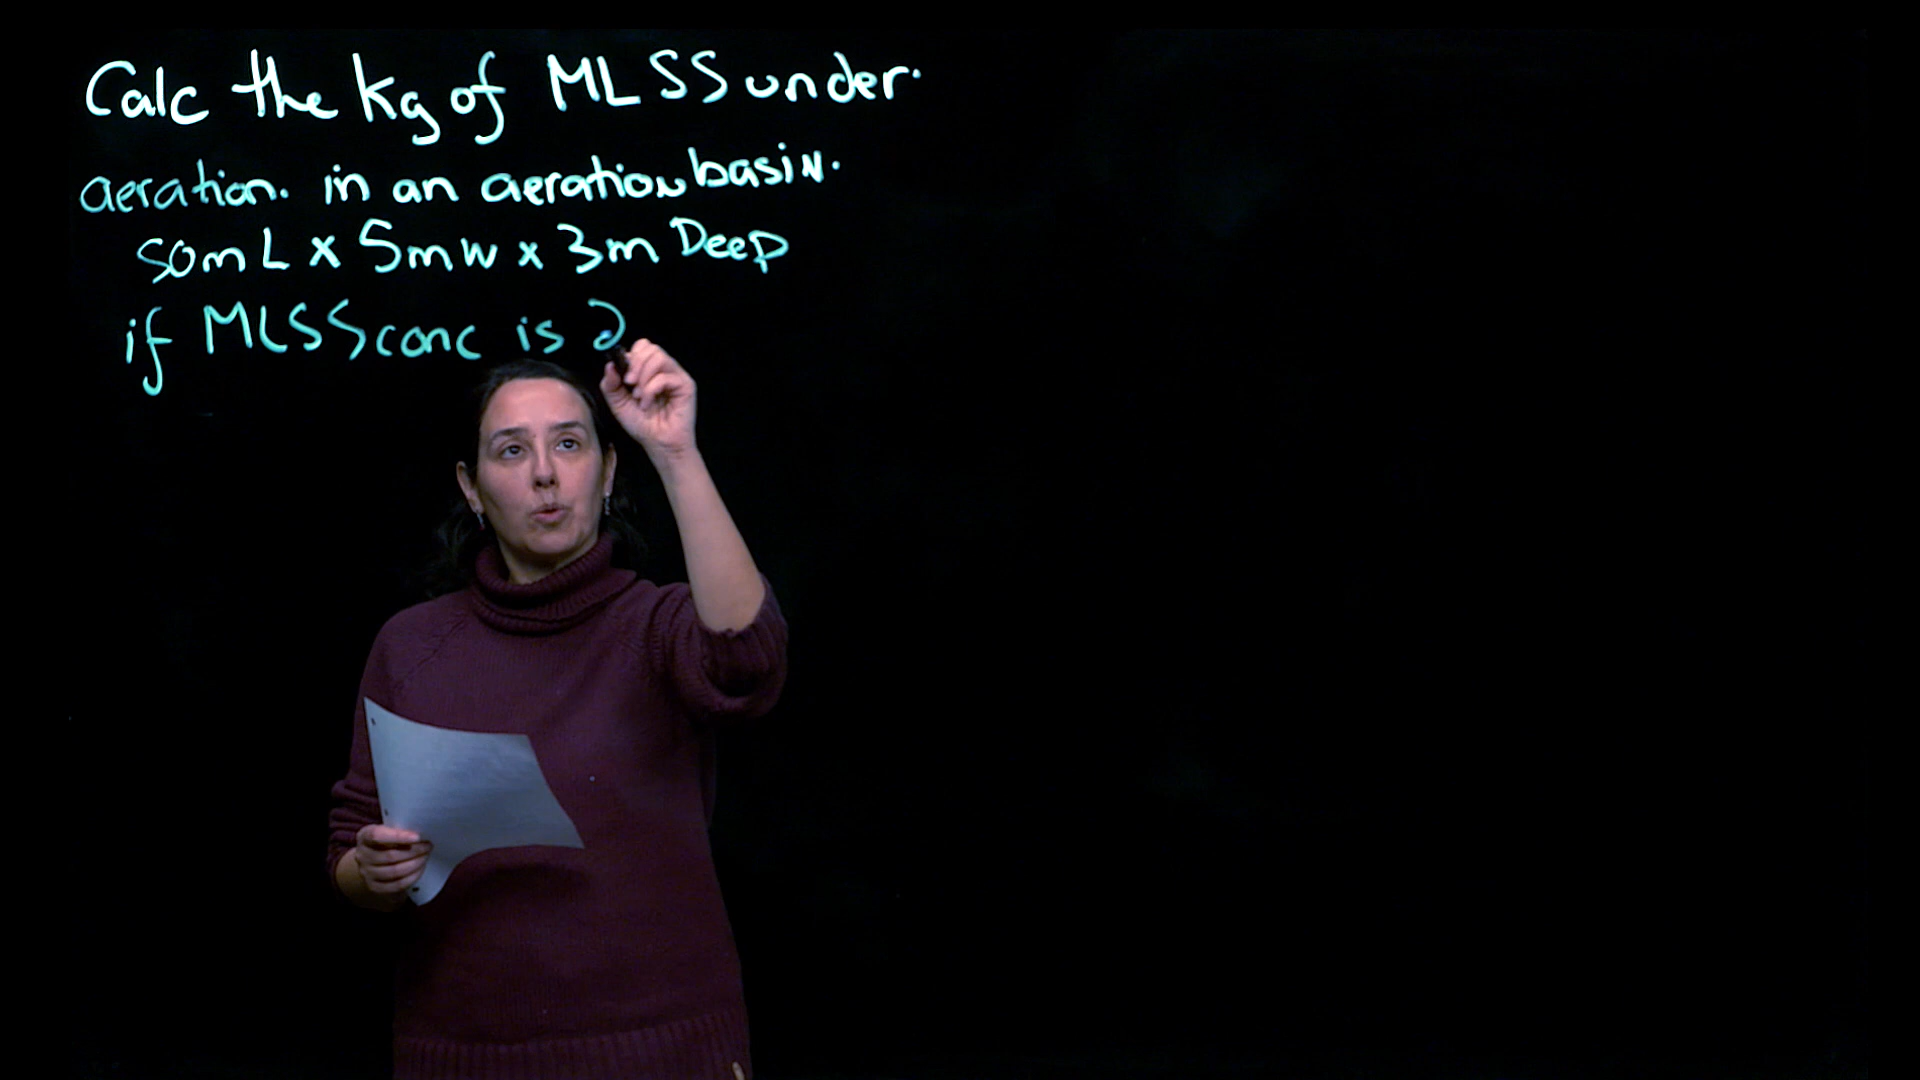 Calc the kg of MLSS under.
aeration. in an aeration basin.
50m L x 5m W x 3m Deep
if MLSS conc is 2